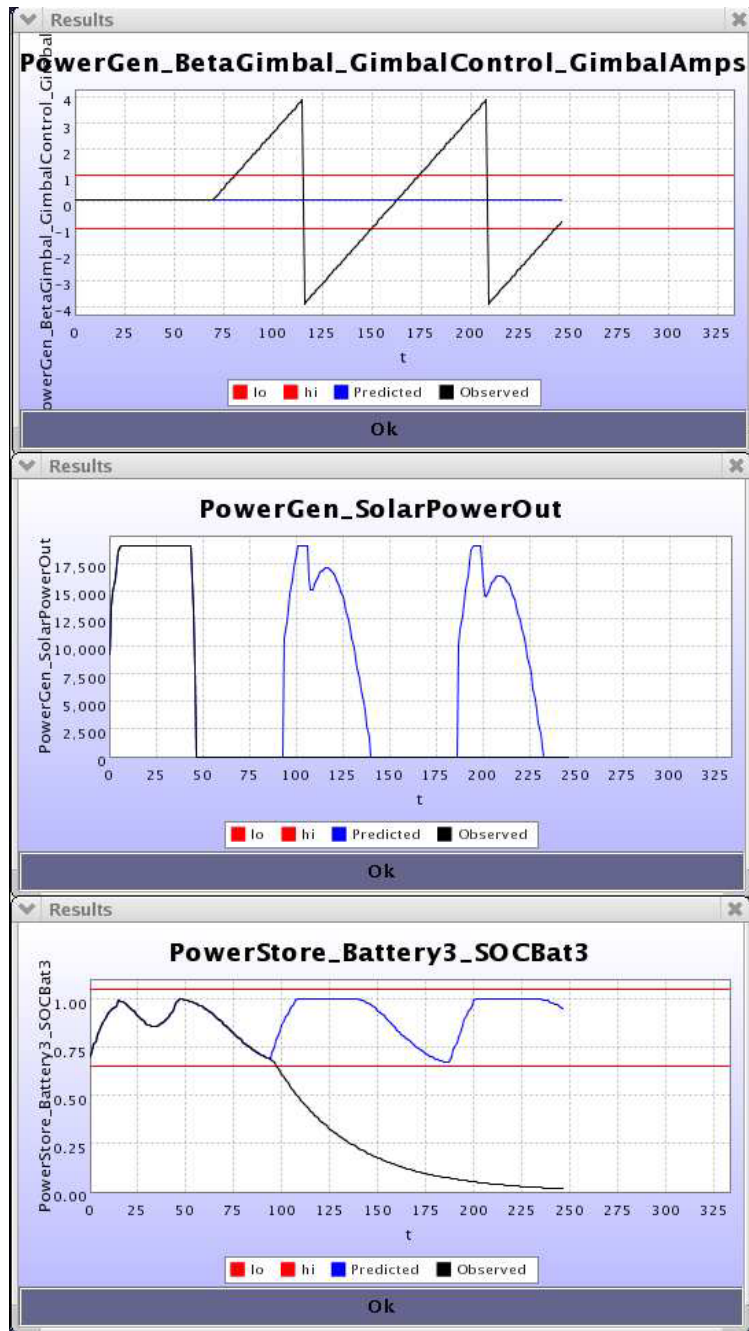 Results
PowerGen_BetaGimbal_GimbalControl_GimbalAmps
PowerGen_BetaGimbal_GimbalControl_Gimbal
4
3
2
1
0
-1
-2
-3
-4
0 25 50 75 100 125 150 175 200 225 250 275 300 325
t
lo hi Predicted Observed
Ok
Results
PowerGen_SolarPowerOut
PowerGen_SolarPowerOut
17,500
15,000
12,500
10,000
7,500
5,000
2,500
0
0 25 50 75 100 125 150 175 200 225 250 275 300 325
t
lo hi Predicted Observed
Ok
Results
PowerStore_Battery3_SOCBat3
PowerStore_Battery3_SOCBat3
1.00
0.75
0.50
0.25
0.00
0 25 50 75 100 125 150 175 200 225 250 275 300 325
t
lo hi Predicted Observed
Ok